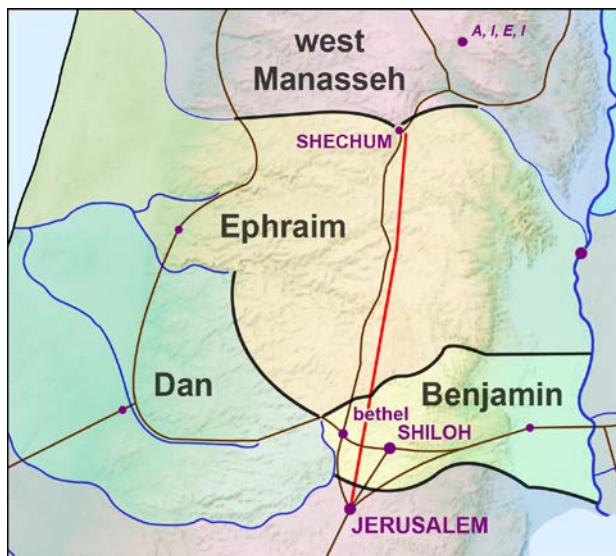 west
Manasseh
A, I, E, I
SHECHUM
Ephraim
Dan
Benjamin
bethel
SHILOH
JERUSALEM